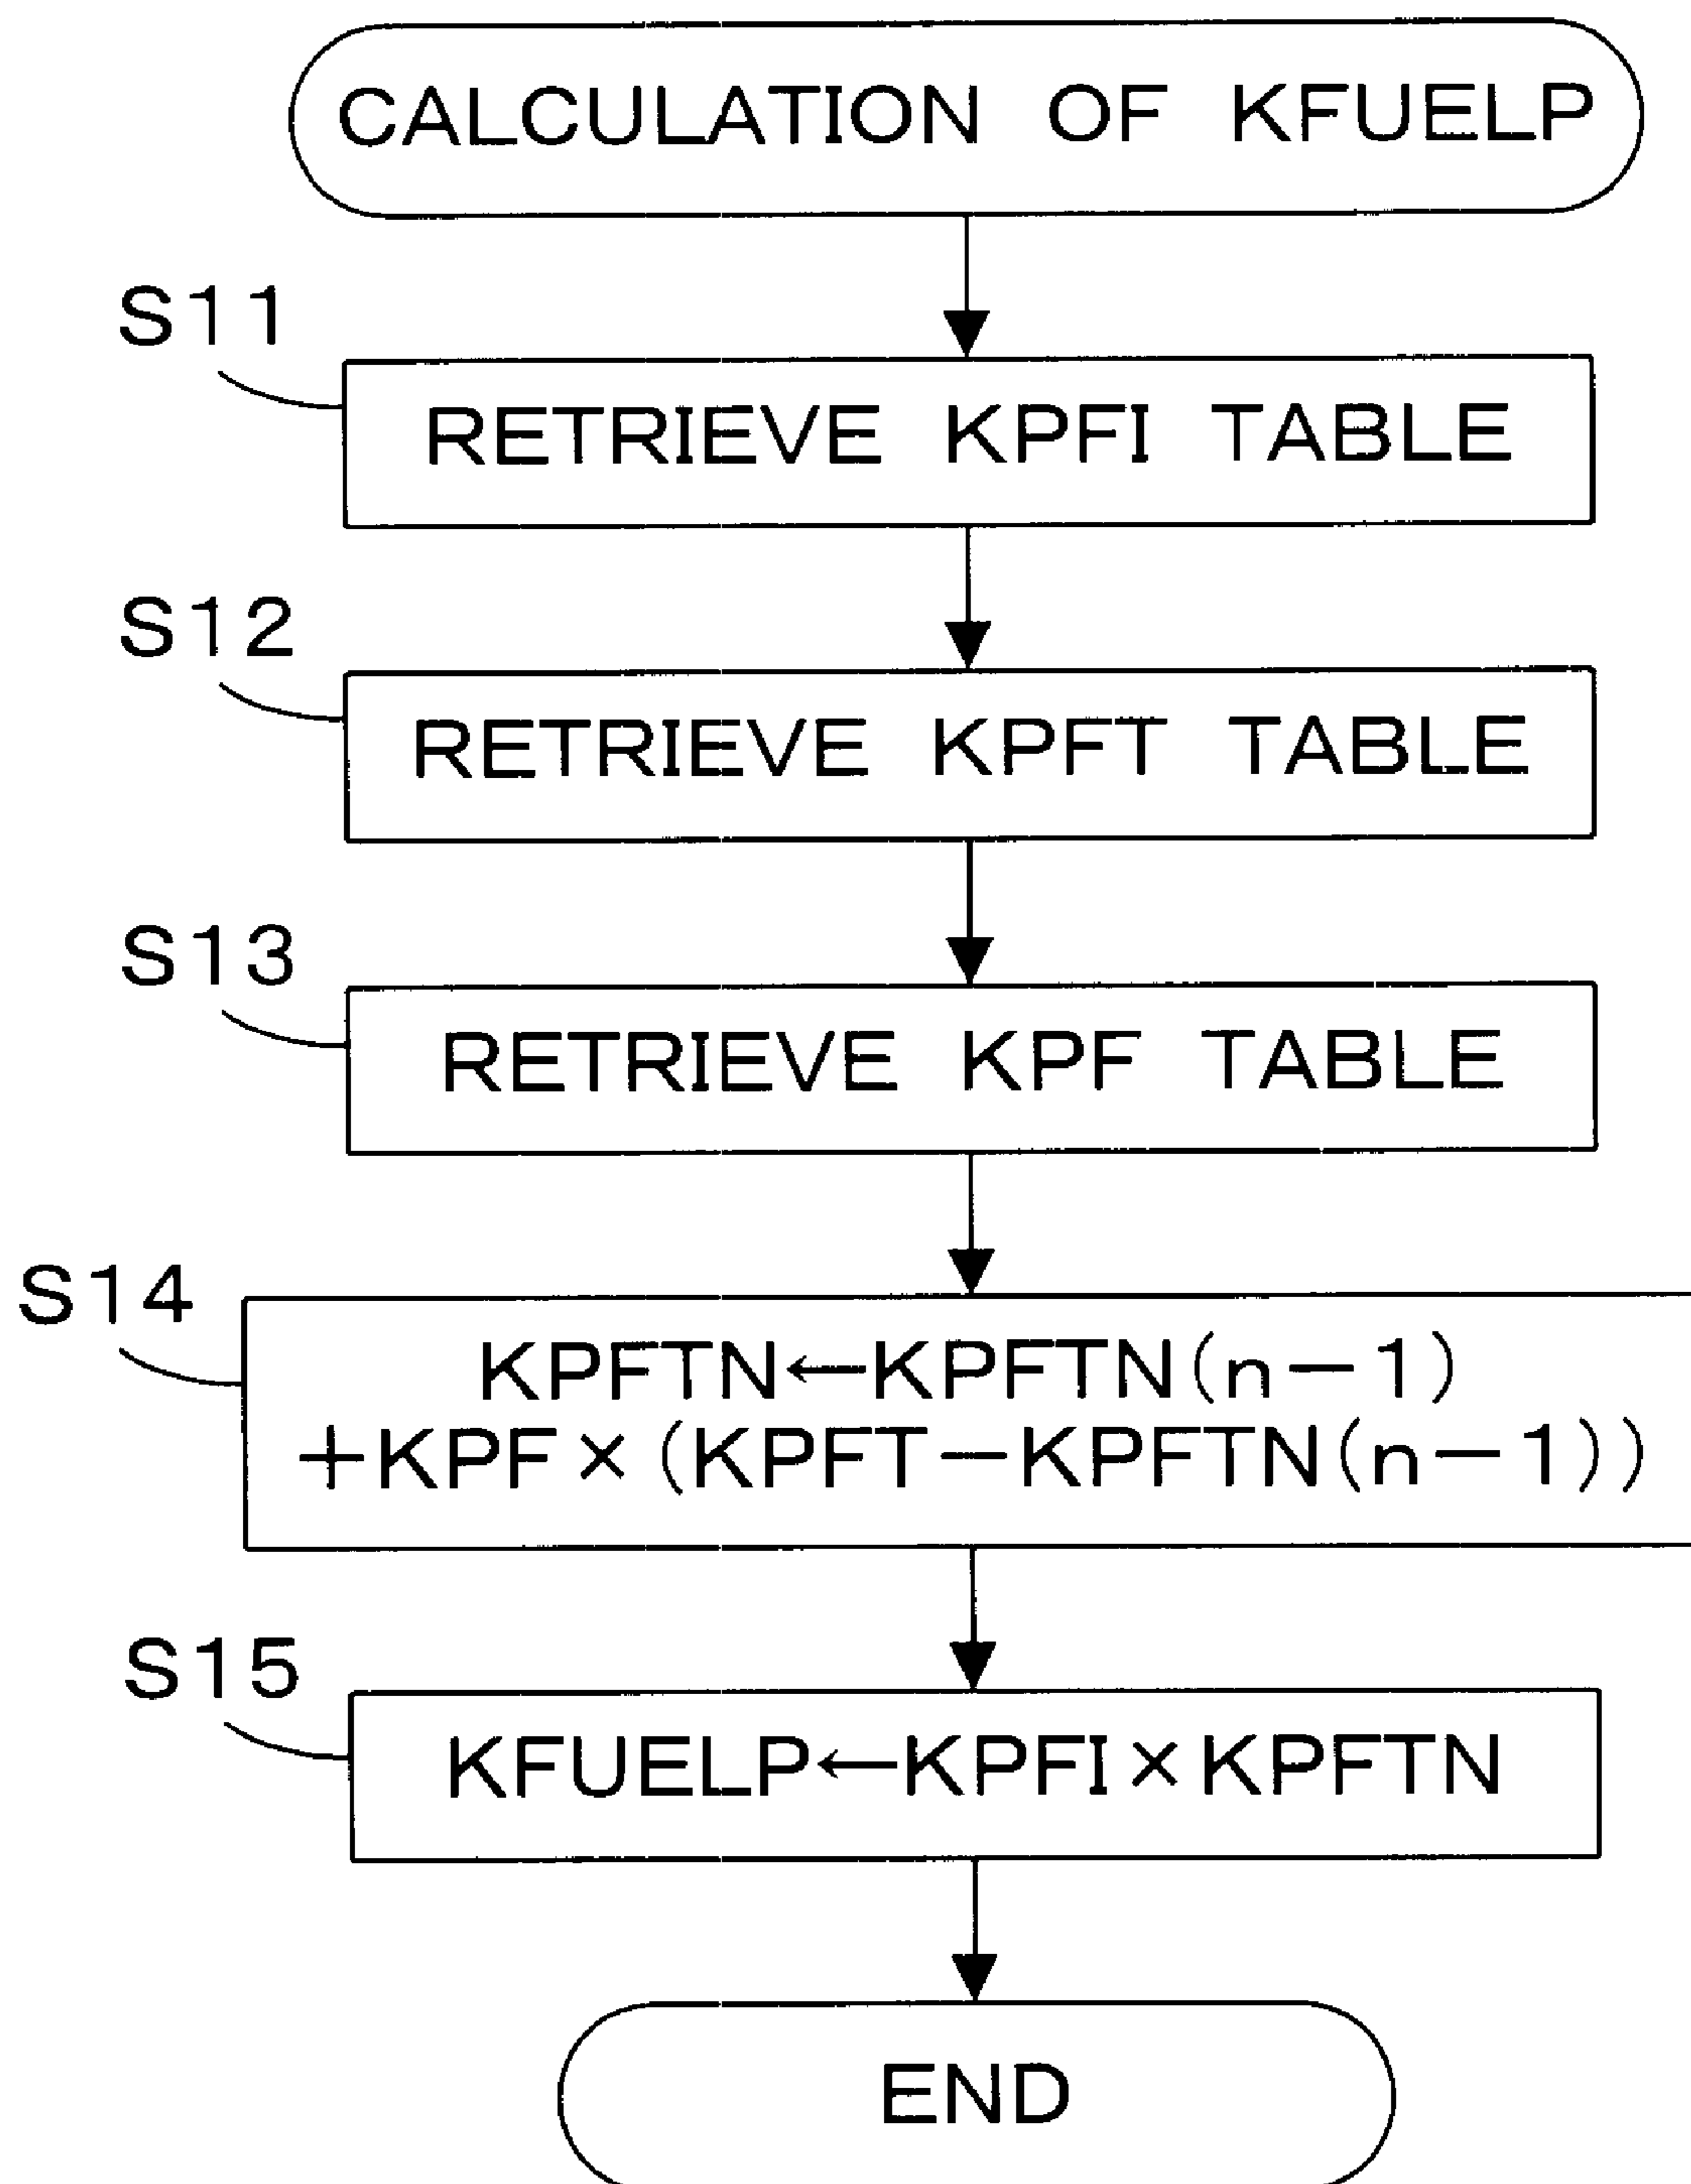 CALCULATION OF KFUELP
S11
RETRIEVE KPFI TABLE
S12
RETRIEVE KPFT TABLE
S13
RETRIEVE KPF TABLE
S14
KPFTN←KPFTN(n-1)
+KPF×(KPFT-KPFTN(n-1))
S15
KFUELP←KPFI×KPFTN
END